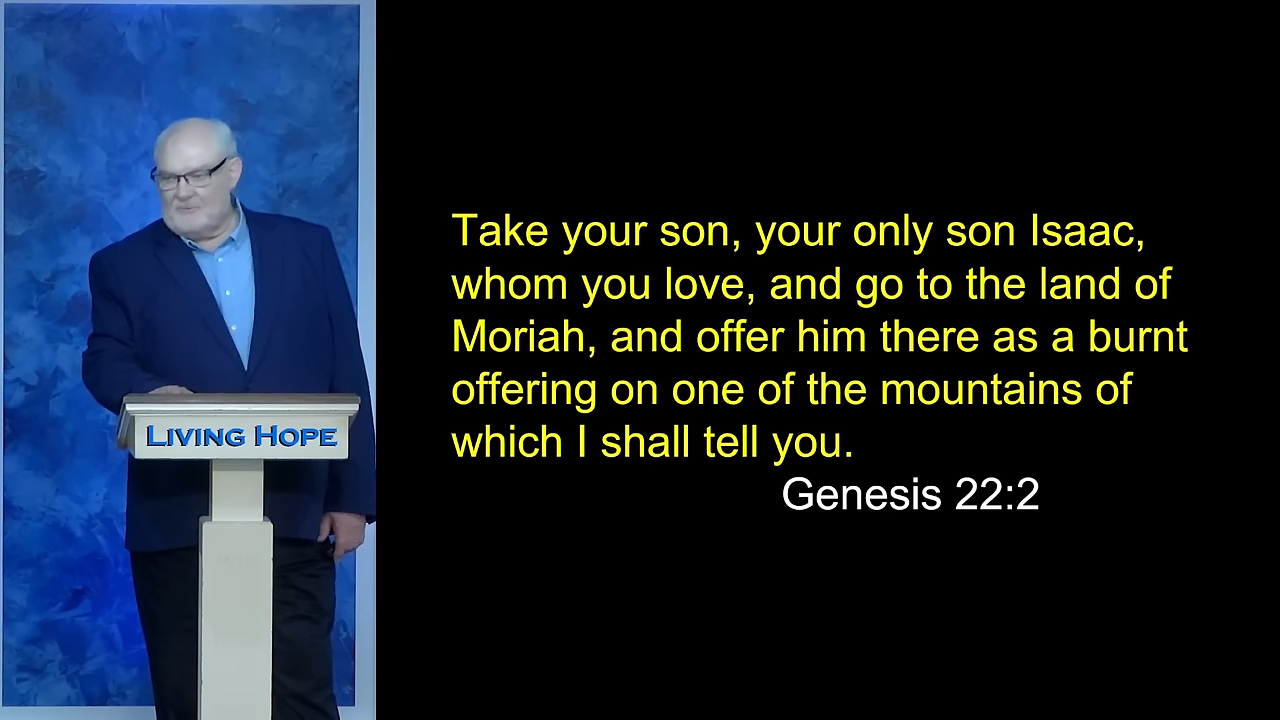 LIVING HOPE
Take your son, your only son Isaac,
whom you love, and go to the land of
Moriah, and offer him there as a burnt
offering on one of the mountains of
which I shall tell you.
Genesis 22:2